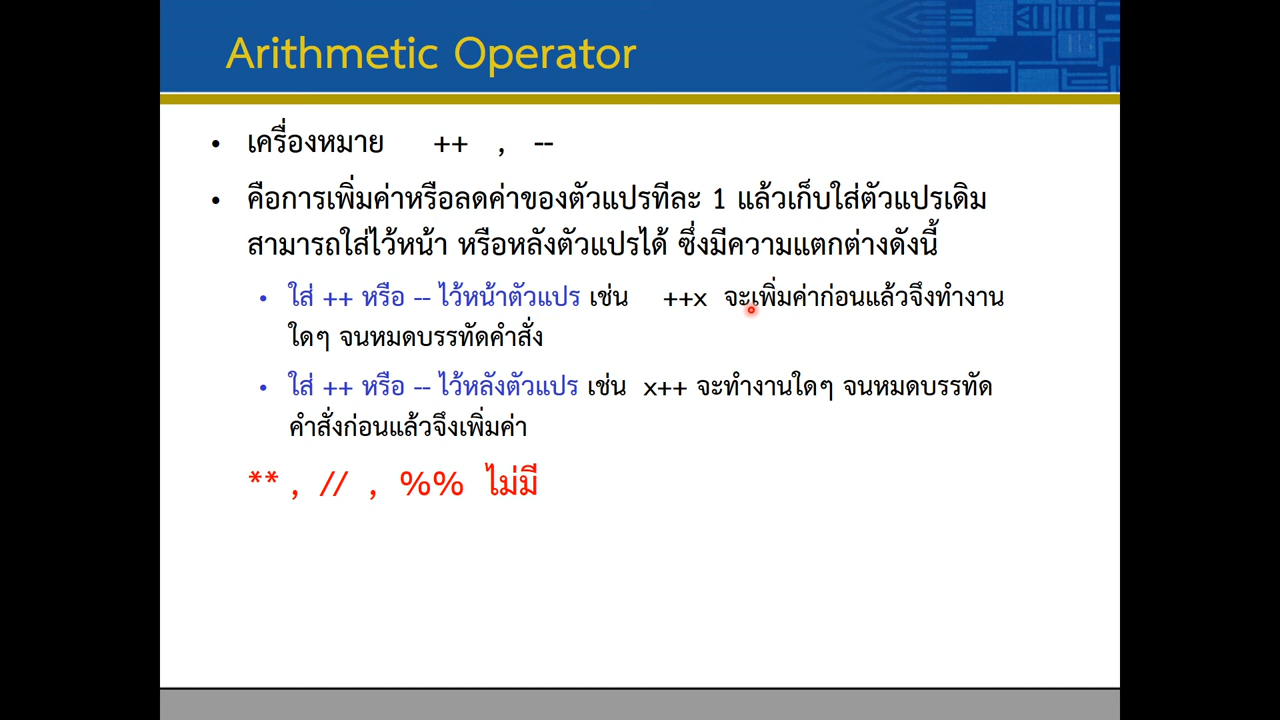 Arithmetic Operator
• เครื่องหมาย ++ , --
• คือการเพิ่มค่าหรือลดค่าของตัวแปรทีละ 1 แล้วเก็บใส่ตัวแปรเดิม
สามารถใส่ไว้หน้า หรือหลังตัวแปรได้ ซึ่งมีความแตกต่างดังนี้
• ใส่ ++ หรือ -- ไว้หน้าตัวแปร เช่น ++x จะเพิ่มค่าก่อนแล้วจึงทำงาน
ใดๆ จนหมดบรรทัดคำสั่ง
• ใส่ ++ หรือ -- ไว้หลังตัวแปร เช่น x++ จะทำงานใดๆ จนหมดบรรทัด
คำสั่งก่อนแล้วจึงเพิ่มค่า
** , // , %% ไม่มี